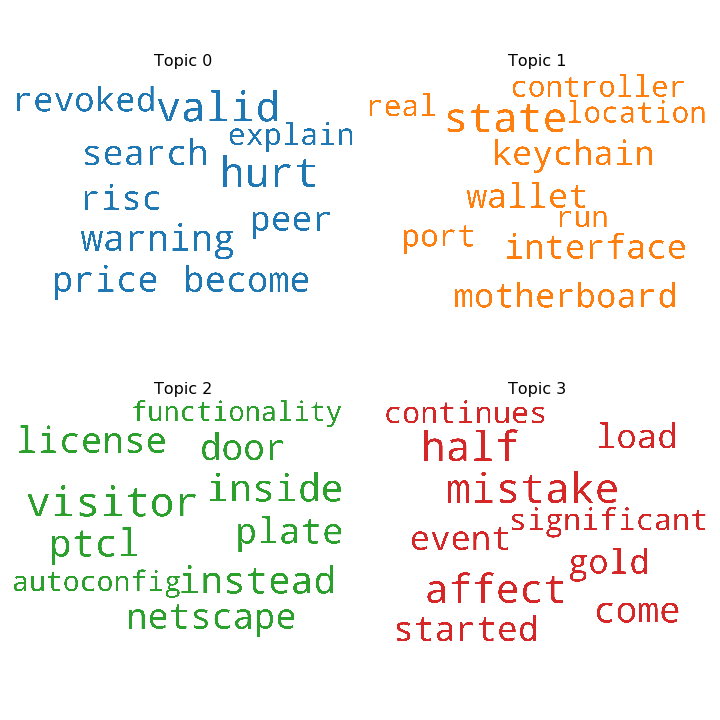 Topic 0
revoked valid
explain
search hurt
risc
peer
warning
price become
Topic 1
controller
real state location
keychain
wallet
run
port interface
motherboard
Topic 2
functionality
license door
inside
visitor
plate
ptcl
autoconfig instead
netscape
Topic 3
continues
half load
mistake
significant
event
gold
affect
come
started